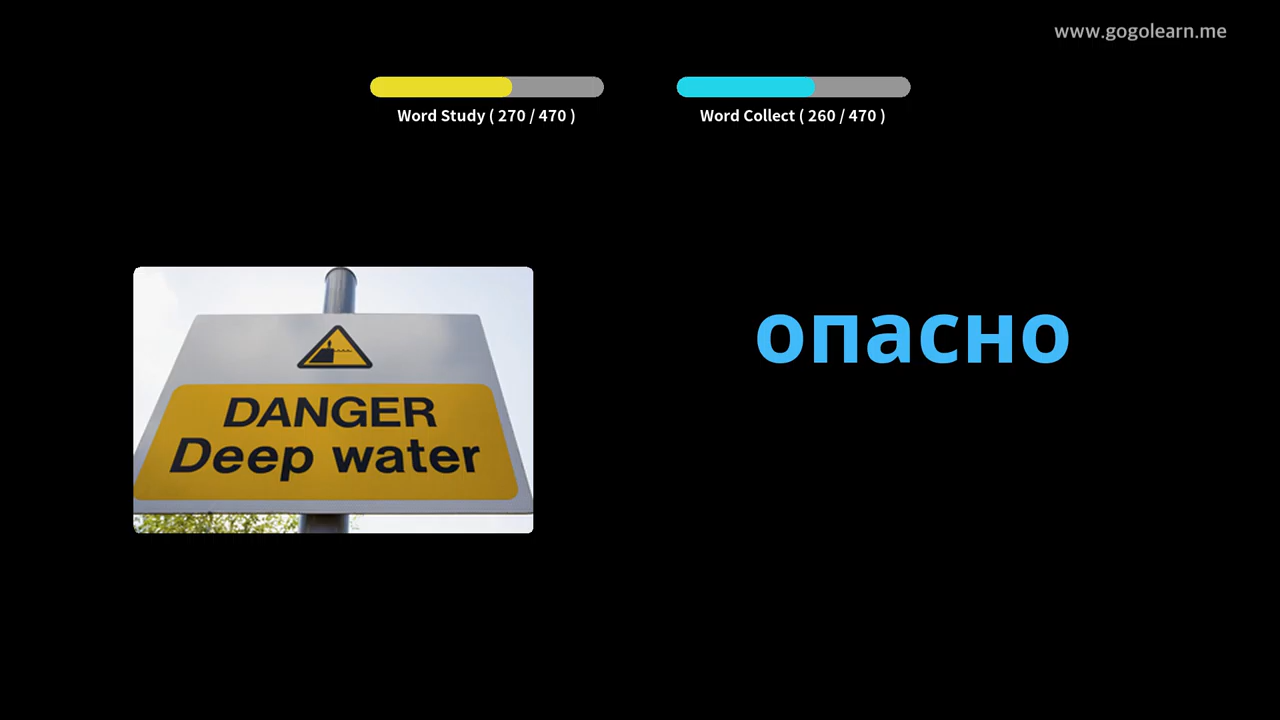 www.gogolearn.me
Word Study ( 270 / 470 )
Word Collect ( 260 / 470 )
DANGER
Deep water
опасно